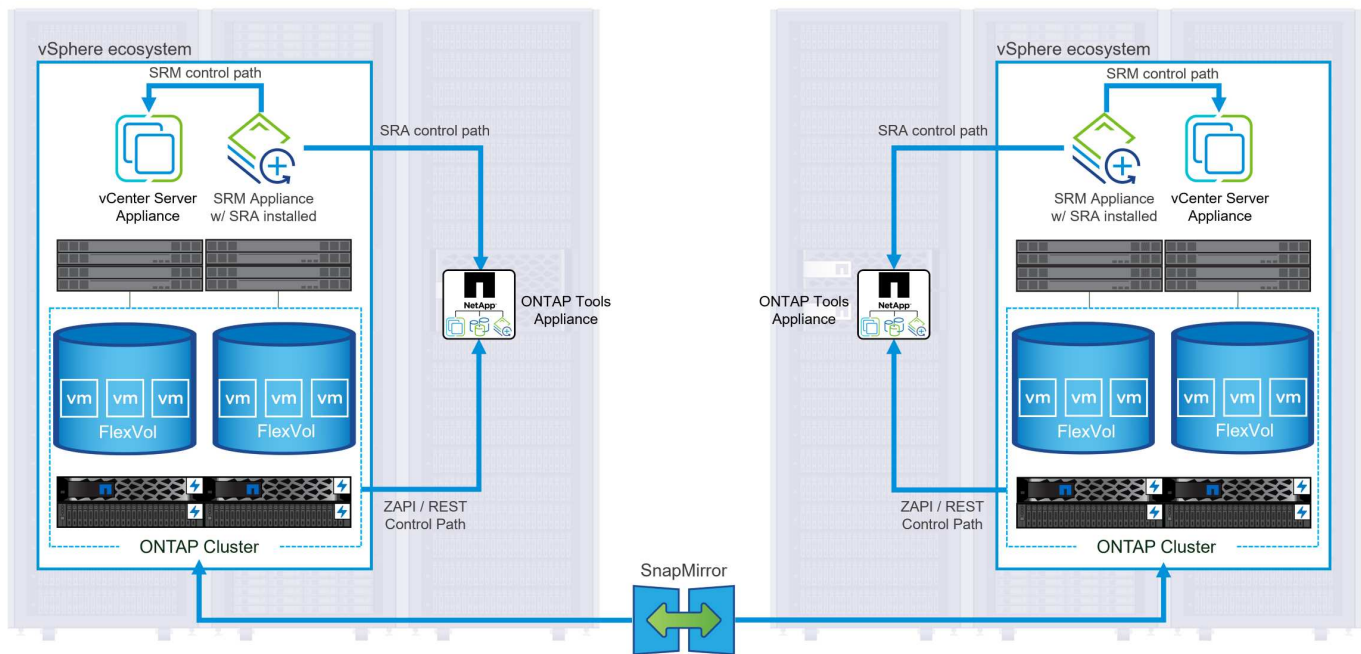 vSphere ecosystem
SRM control path
SRA control path
vCenter Server
Appliance
SRM Appliance
w/ SRA installed
NetApp
ONTAP Tools
Appliance
vm vm vm
FlexVol
vm vm vm
FlexVol
ZAPI / REST
Control Path
ONTAP Cluster
vSphere ecosystem
SRM control path
SRA control path
SRM Appliance
w/ SRA installed
vCenter Server
Appliance
ONTAP Tools
Appliance
NetApp
vm vm vm
FlexVol
vm vm vm
FlexVol
ZAPI / REST
Control Path
ONTAP Cluster
SnapMirror